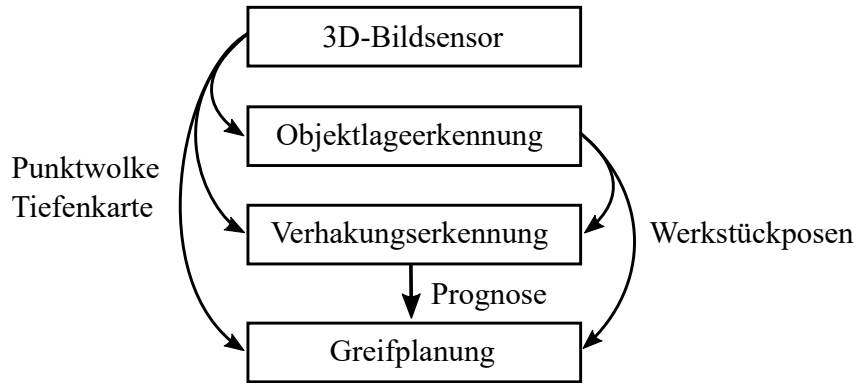 3D-Bildsensor
Objektlageerkennung
Punktwolke
Tiefenkarte
Verhakungserkennung
Werkstückposen
Prognose
Greifplanung